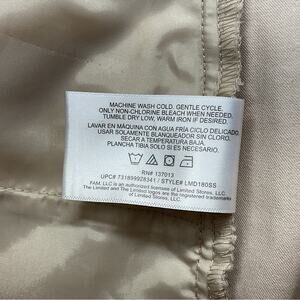 MACHINE WASH COLD. GENTLE CYCLE.
ONLY NON-CHLORINE BLEACH WHEN NEEDED.
TUMBLE DRY LOW, WARM IRON IF DESIRED.
LAVAR EN MÁQUINA CON AGUA FRÍA CICLO DELICADO
USAR SOLAMENTE BLANQUEADOR SIN CLORO.
SECAR A TEMPERATURA BAJA.
PLANCHA TIBIA SOLO SI ES NECESARIO.
RN# 137013
UPC# 731899928341 / STYLE# LMD180SS
FAM, LLC is an authorized licensee of Limited Stores, LLC.
The Limited and The Limited logos are the registered trademarks
of Limited Stores, LLC.